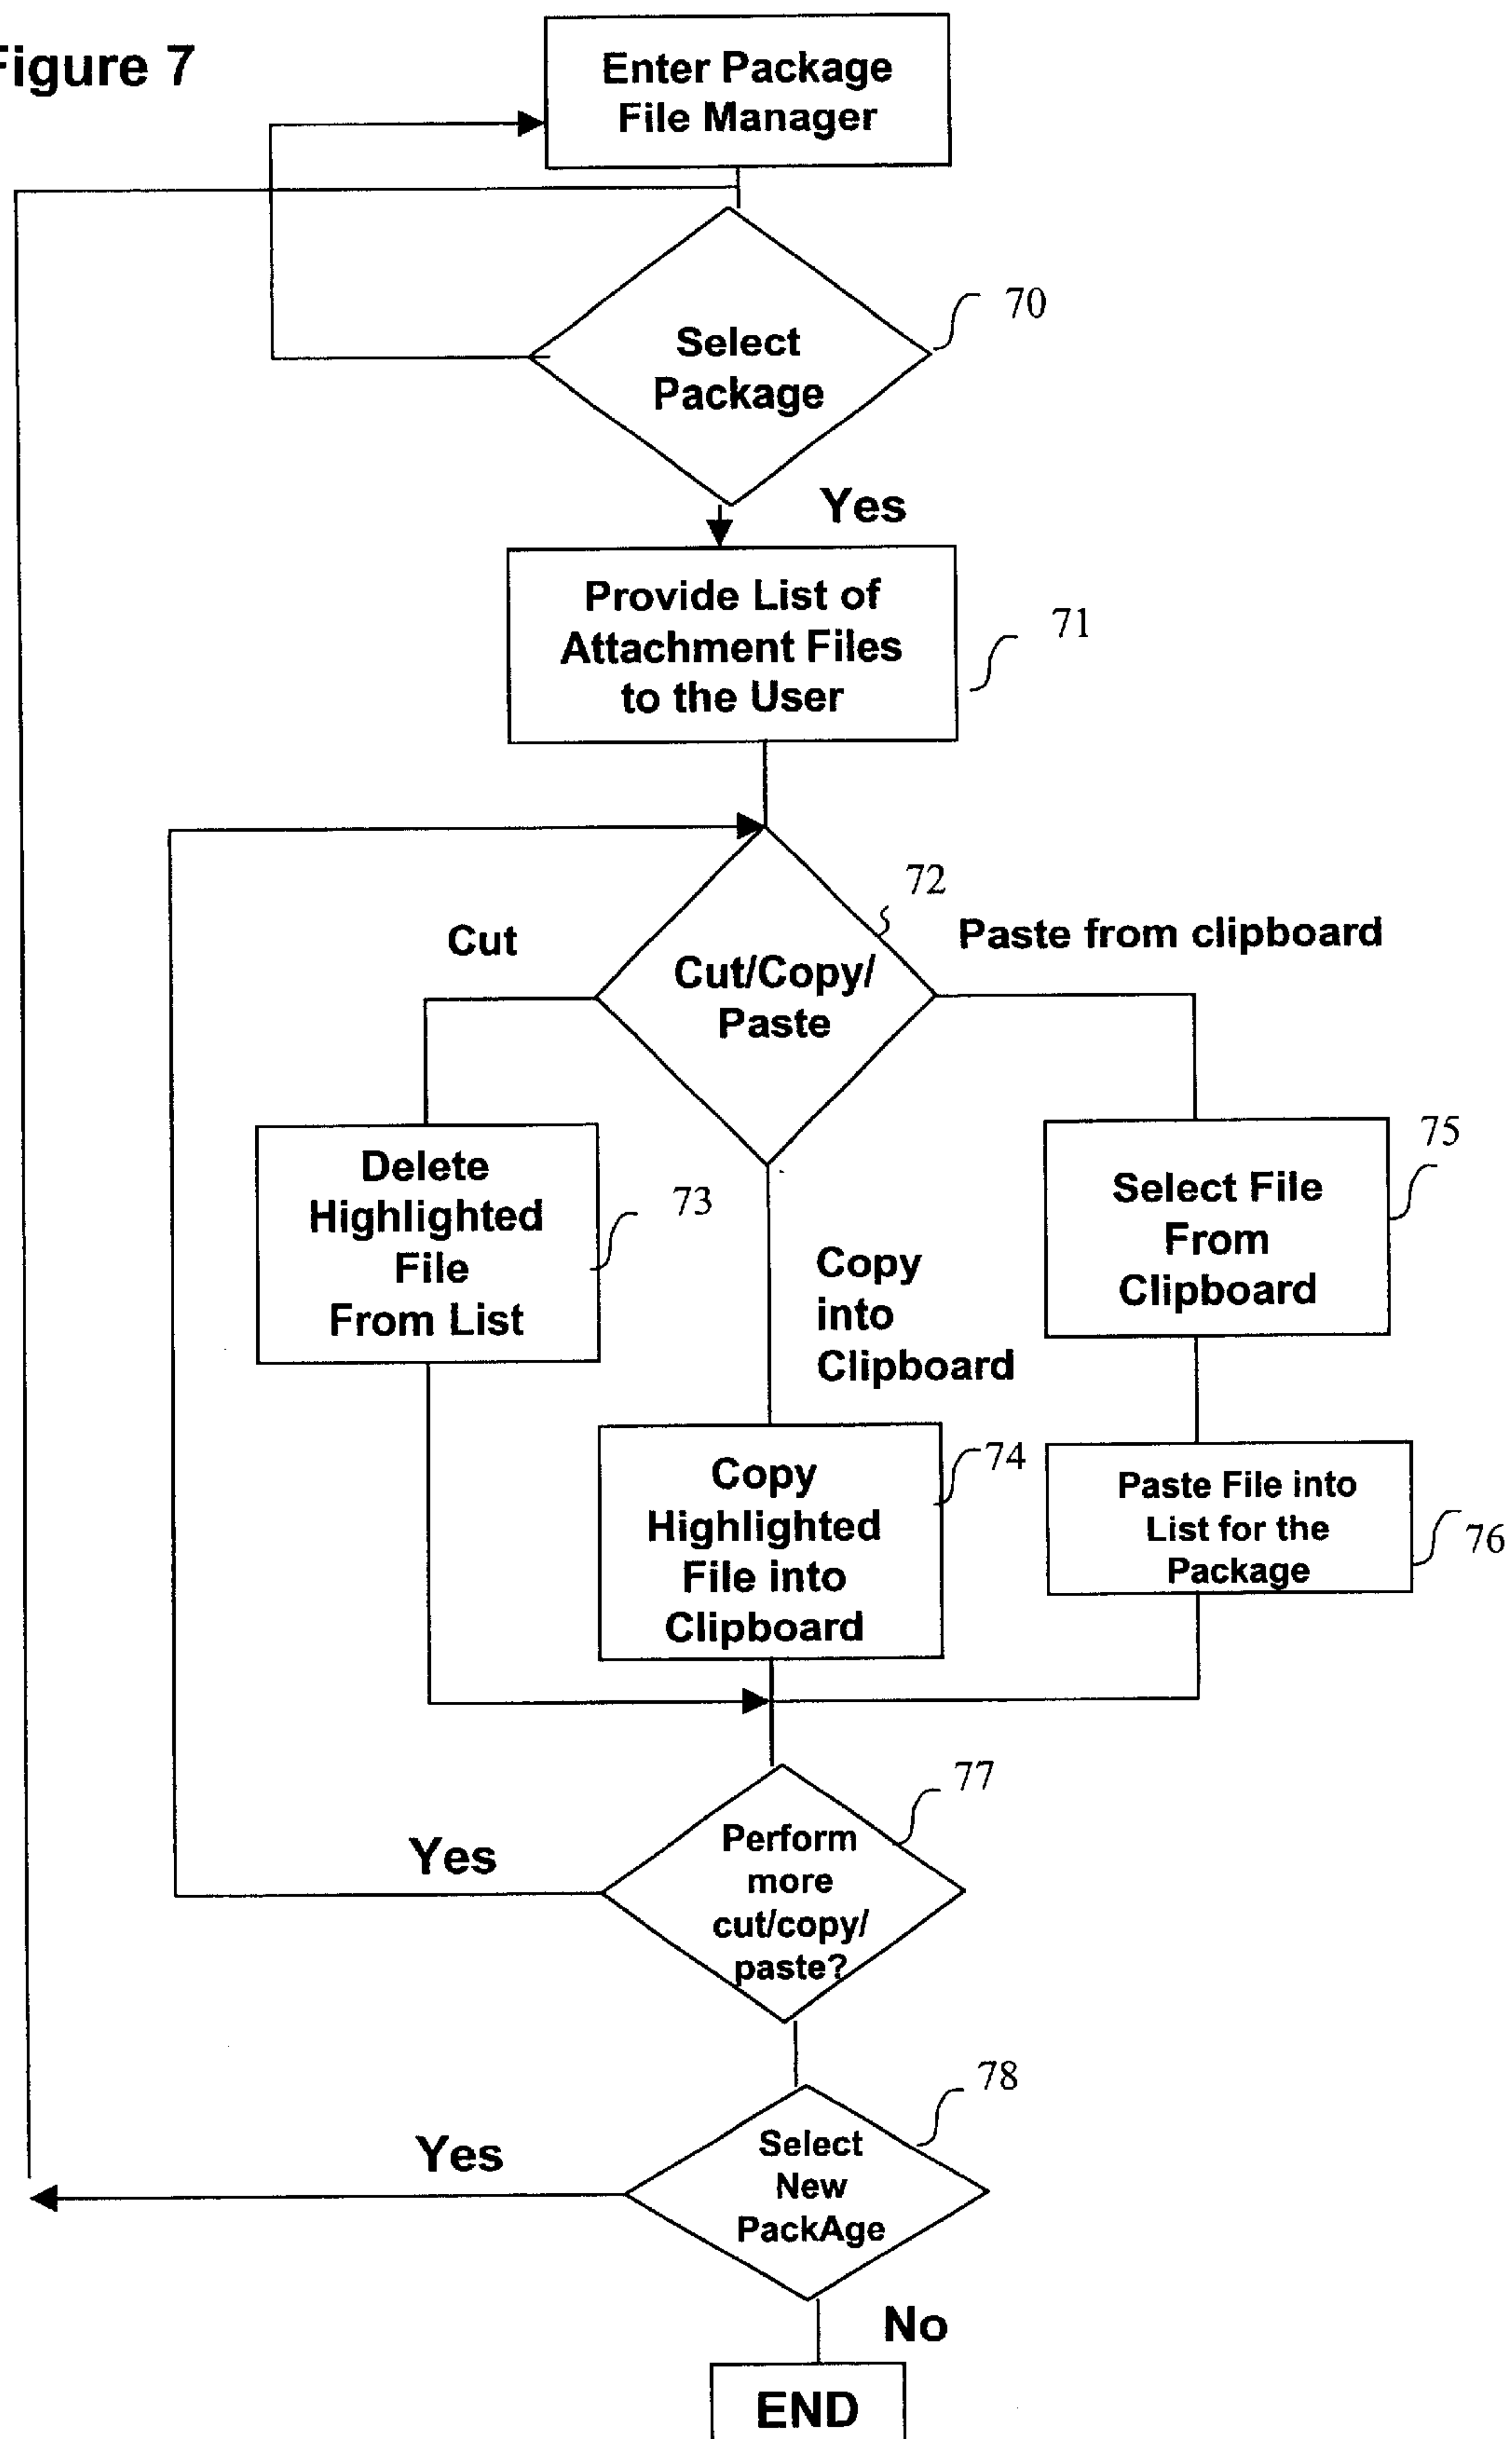 Figure 7
Enter Package
File Manager
70
Select
Package
Yes
Provide List of
Attachment Files
to the User
71
72
Cut
Paste from clipboard
Cut/Copy/
Paste
Delete
Highlighted
File
From List
73
75
Select File
From
Clipboard
Copy
into
Clipboard
Copy
Highlighted
File into
Clipboard
74
Paste File into
List for the
Package
76
77
Perform
more
cut/copy/
paste?
Yes
78
Select
New
PackAge
Yes
No
END